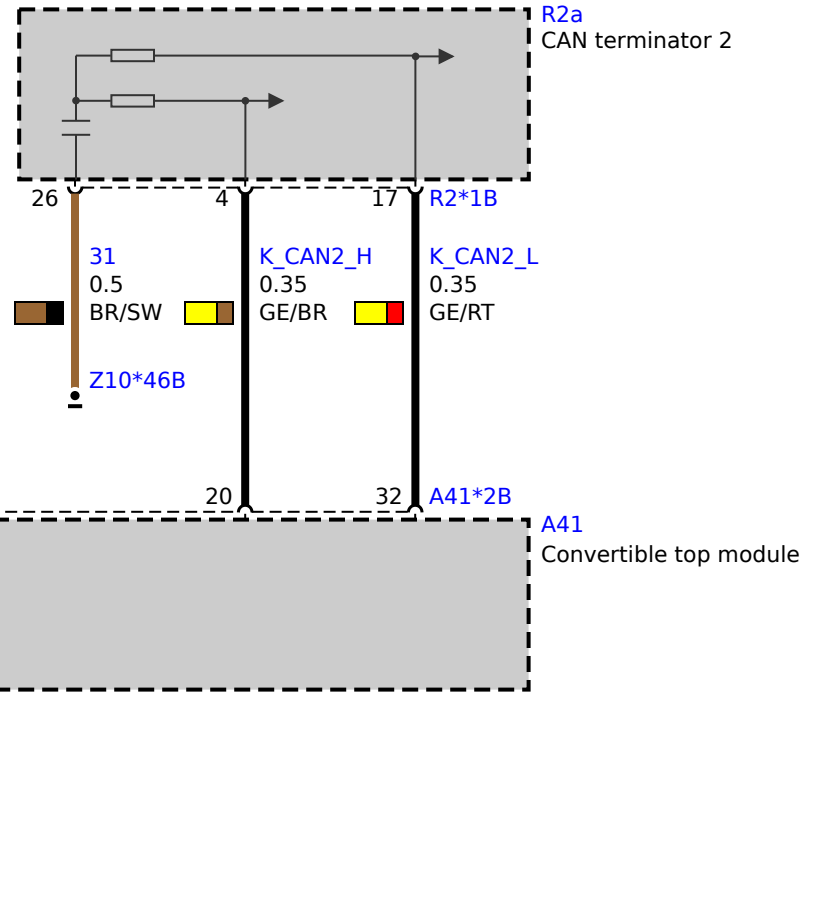 R2a
CAN terminator 2
26
4
17
R2*1B
31
K_CAN2_H
K_CAN2_L
0.5
0.35
0.35
BR/SW
GE/BR
GE/RT
Z10*46B
20
32
A41*2B
A41
Convertible top module